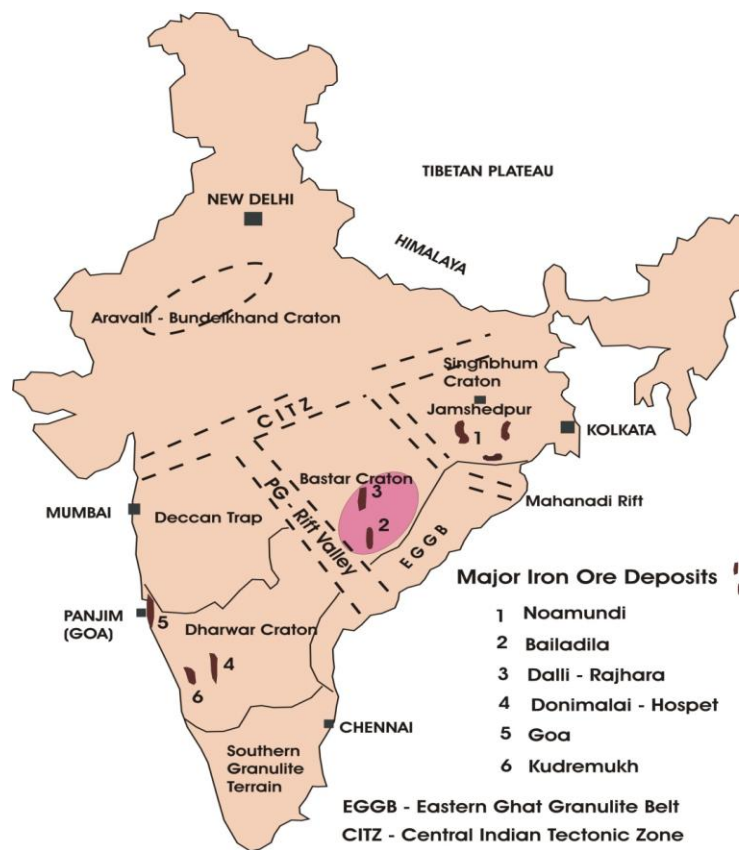 TIBETAN PLATEAU
NEW DELHI
HIMALAYA
Aravalli - Bundelkhand Craton
Singhbhum
Craton
CITZ
Jamshedpur
1
KOLKATA
Bastar Craton
3
PG - Rift Valley
Mahanadi Rift
MUMBAI
Deccan Trap
2
EGGB
Major Iron Ore Deposits
PANJIM
(GOA)
5
Dharwar Craton
4
6
1 Noamundi
2 Bailadila
3 Dalli - Rajhara
4 Donimalai - Hospet
5 Goa
6 Kudremukh
CHENNAI
Southern
Granulite
Terrain
EGGB - Eastern Ghat Granulite Belt
CITZ - Central Indian Tectonic Zone